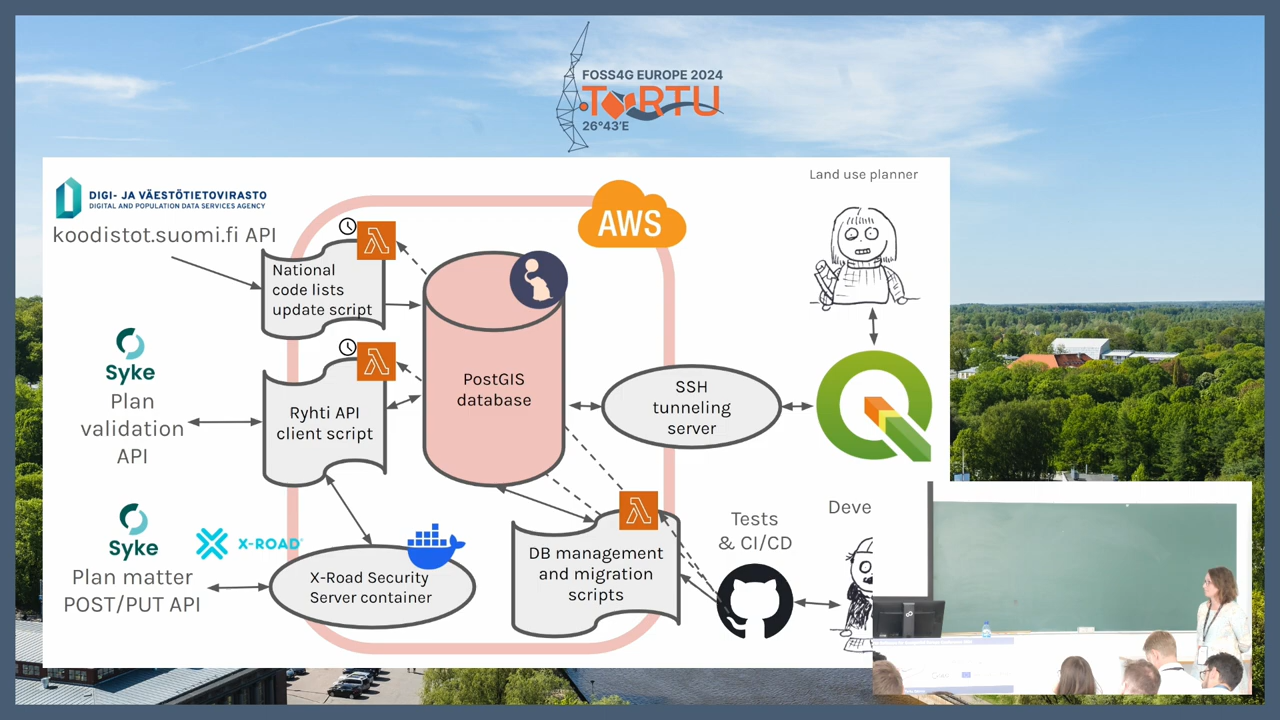 FOSS4G EUROPE 2024
TARTU
26°43'E
DIGI- JA VÄESTÖTIETOVIRASTO
DIGITAL AND POPULATION DATA SERVICES AGENCY
koodistot.suomi.fi API
National
code lists
update script
AWS
Land use planner
Syke
Plan
validation
API
Ryhti API
client script
PostGIS
database
SSH
tunneling
server
Syke
X-ROAD
Plan matter
POST/PUT API
X-Road Security
Server container
DB management
and migration
scripts
Tests
& CI/CD
Deve